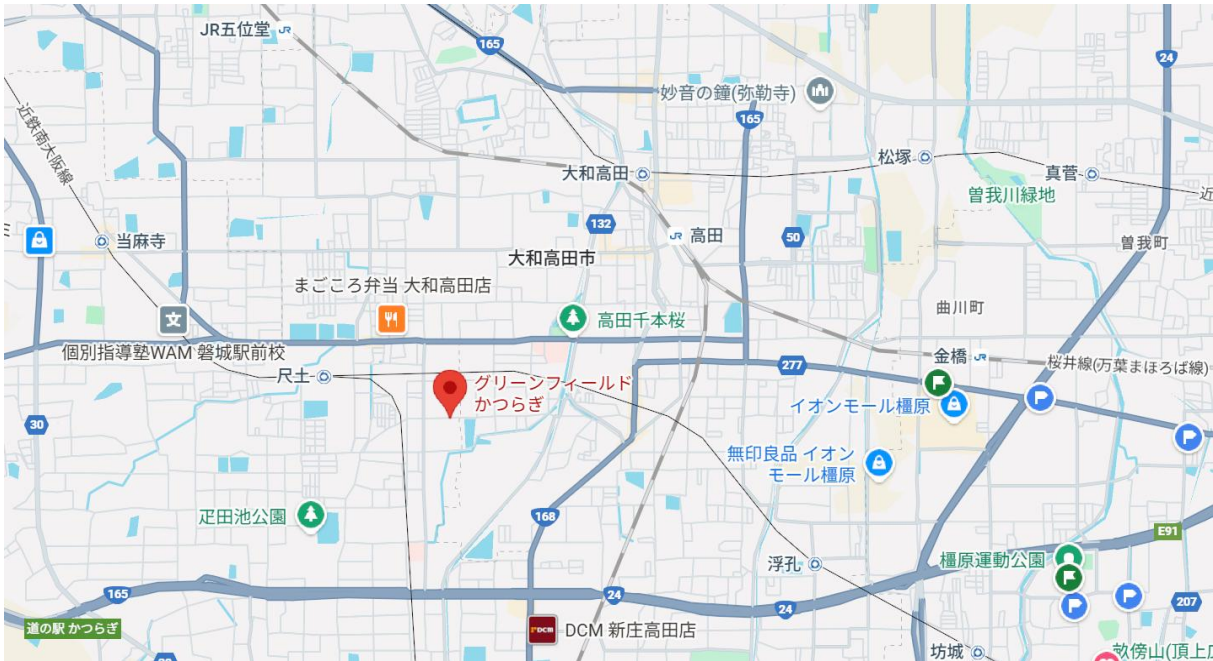 JR五位堂
165
24
近鉄南大阪線
妙音の鐘(弥勒寺)
165
松塚
大和高田
真菅
曽我川緑地
近
132
高田
50
ミ
当麻寺
大和高田市
曽我町
まごころ弁当 大和高田店
曲川町
高田千本桜
個別指導塾WAM 磐城駅前校
金橋
桜井線(万葉まほろば線)
277
尺土
グリーンフィールド
かつらぎ
イオンモール橿原
30
無印良品 イオン
モール橿原
疋田池公園
168
E91
橿原運動公園
浮孔
165
24
24
207
道の駅 かつらぎ
DCM
DCM 新庄高田店
坊城
畝傍山(頂上広